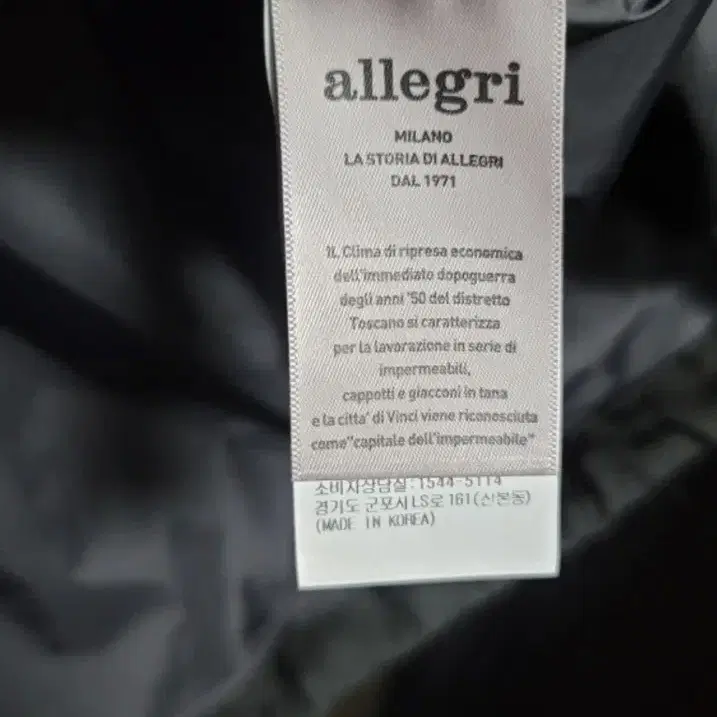 allegri
MILANO
LA STORIA DI ALLEGRI
DAL 1971
IL Clima di ripresa economica
dell'immediato dopoguerra
degli anni '50 del distretto
Toscano si caratterizza
per la lavorazione in serie di
impermeabili,
cappotti e giacconi in tana
e la citta' di Vinci viene riconosciuta
come"capitale dell'impermeabile"
소비자상담실:1544-5114
경기도 군포시 LS로 161(산본동)
(MADE IN KOREA)